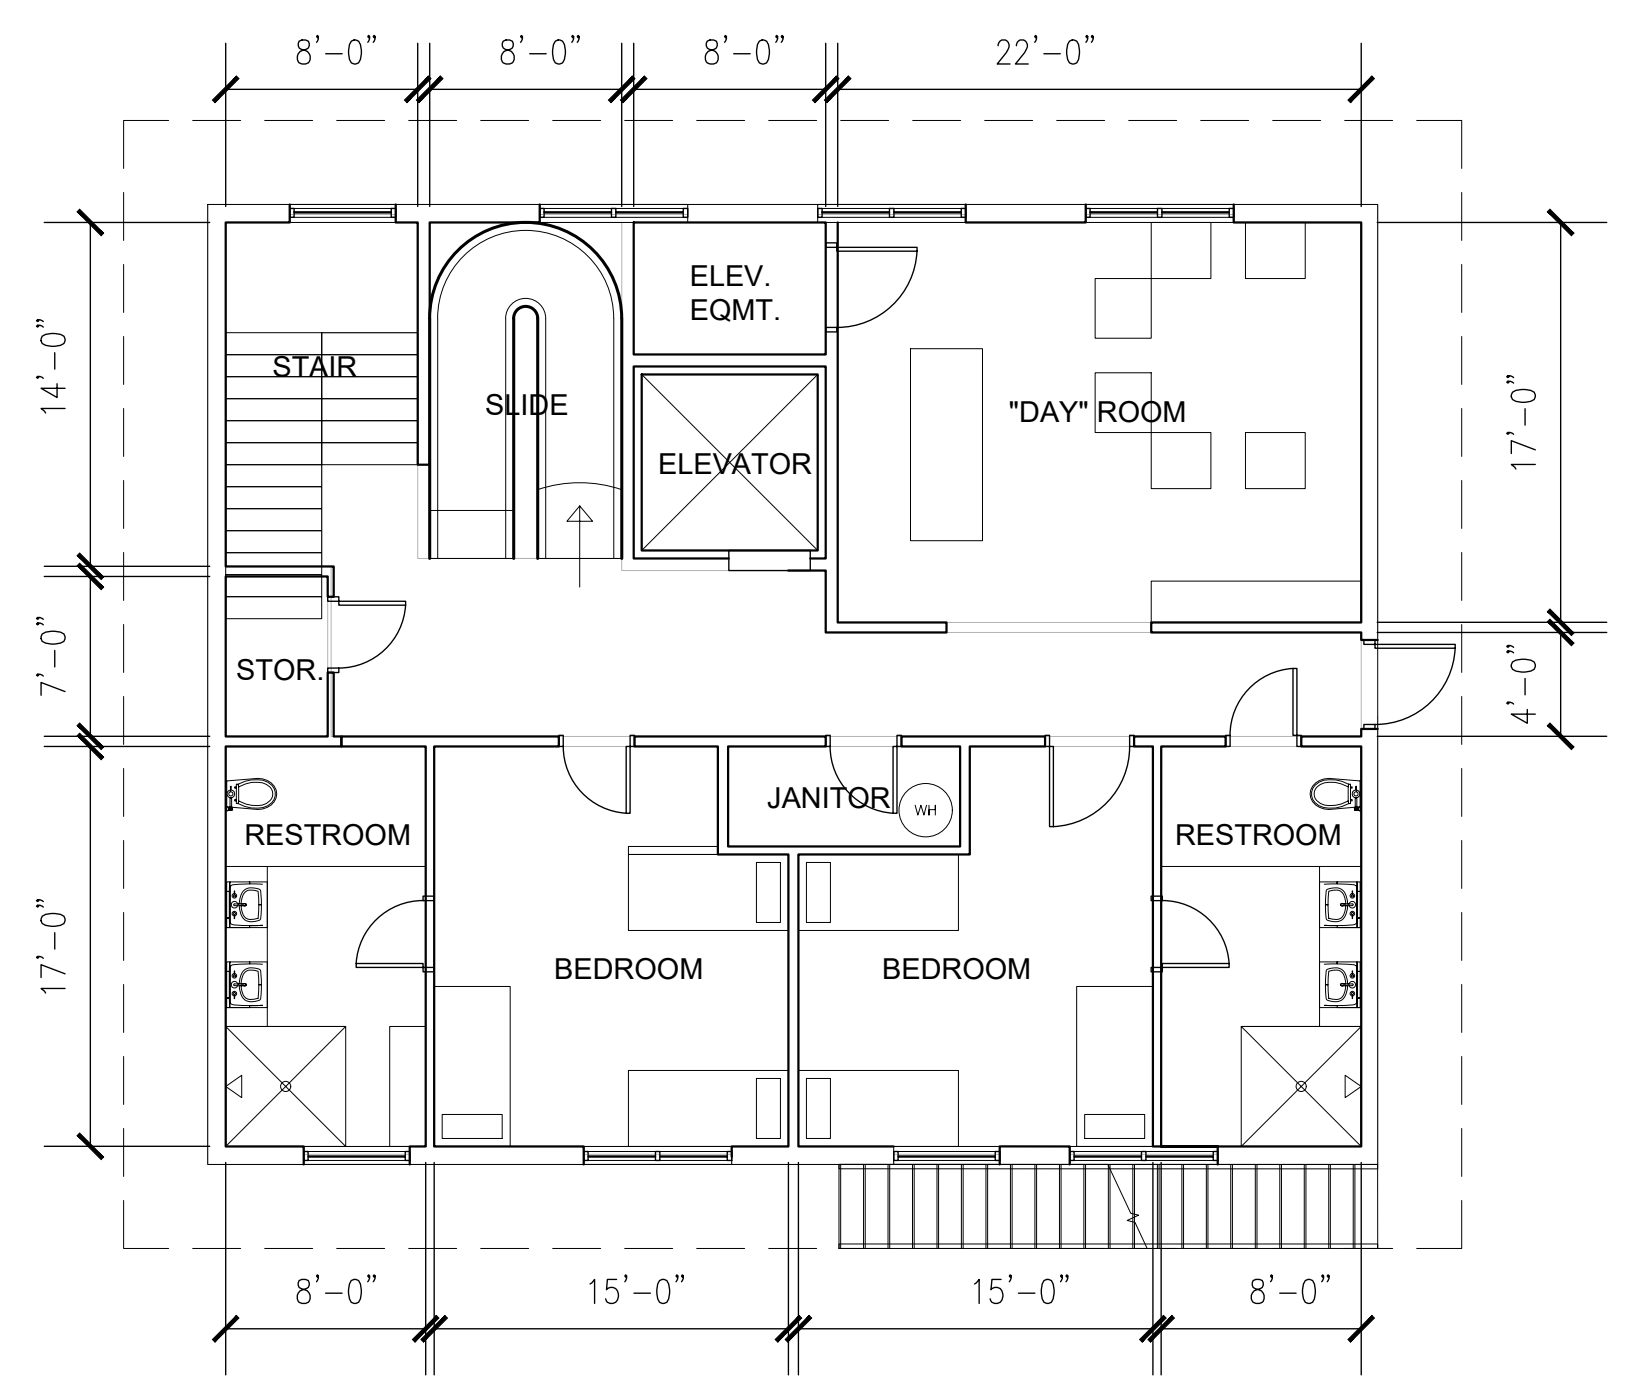 8'-0"
8'-0"
8'-0"
22'-0"
ELEV.
EQMT.
STAIR
14'-0"
SLIDE
"DAY" ROOM
17'-0"
ELEVATOR
7'-0"
STOR.
4'-0"
JANITOR
WH
RESTROOM
RESTROOM
17'-0"
BEDROOM
BEDROOM
8'-0"
15'-0"
15'-0"
8'-0"